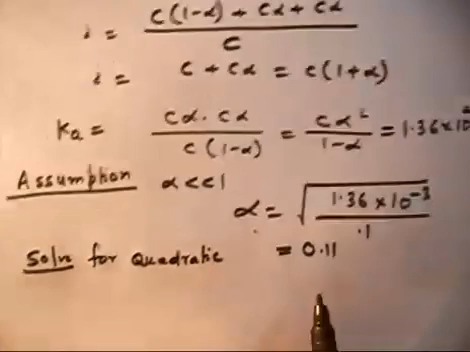 i = c(1-α) + cα + cα / c
i = c + cα = c(1+α)
Ka = cα . cα / c(1-α) = cα² / 1-α = 1.36 × 10
Assumption α << 1
α = √(1.36 × 10⁻³ / .1)
Solve for Quadratic = 0.11